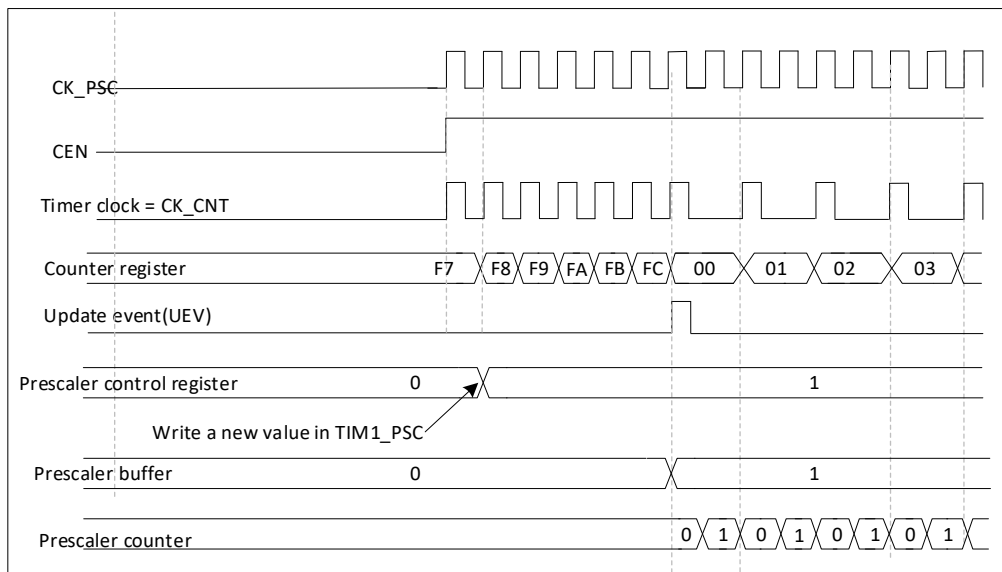 CK_PSC
CEN
Timer clock = CK_CNT
Counter register F7 F8 F9 FA FB FC 00 01 02 03
Update event(UEV)
Prescaler control register 0 1
Write a new value in TIM1_PSC
Prescaler buffer 0 1
Prescaler counter 0 1 0 1 0 1 0 1